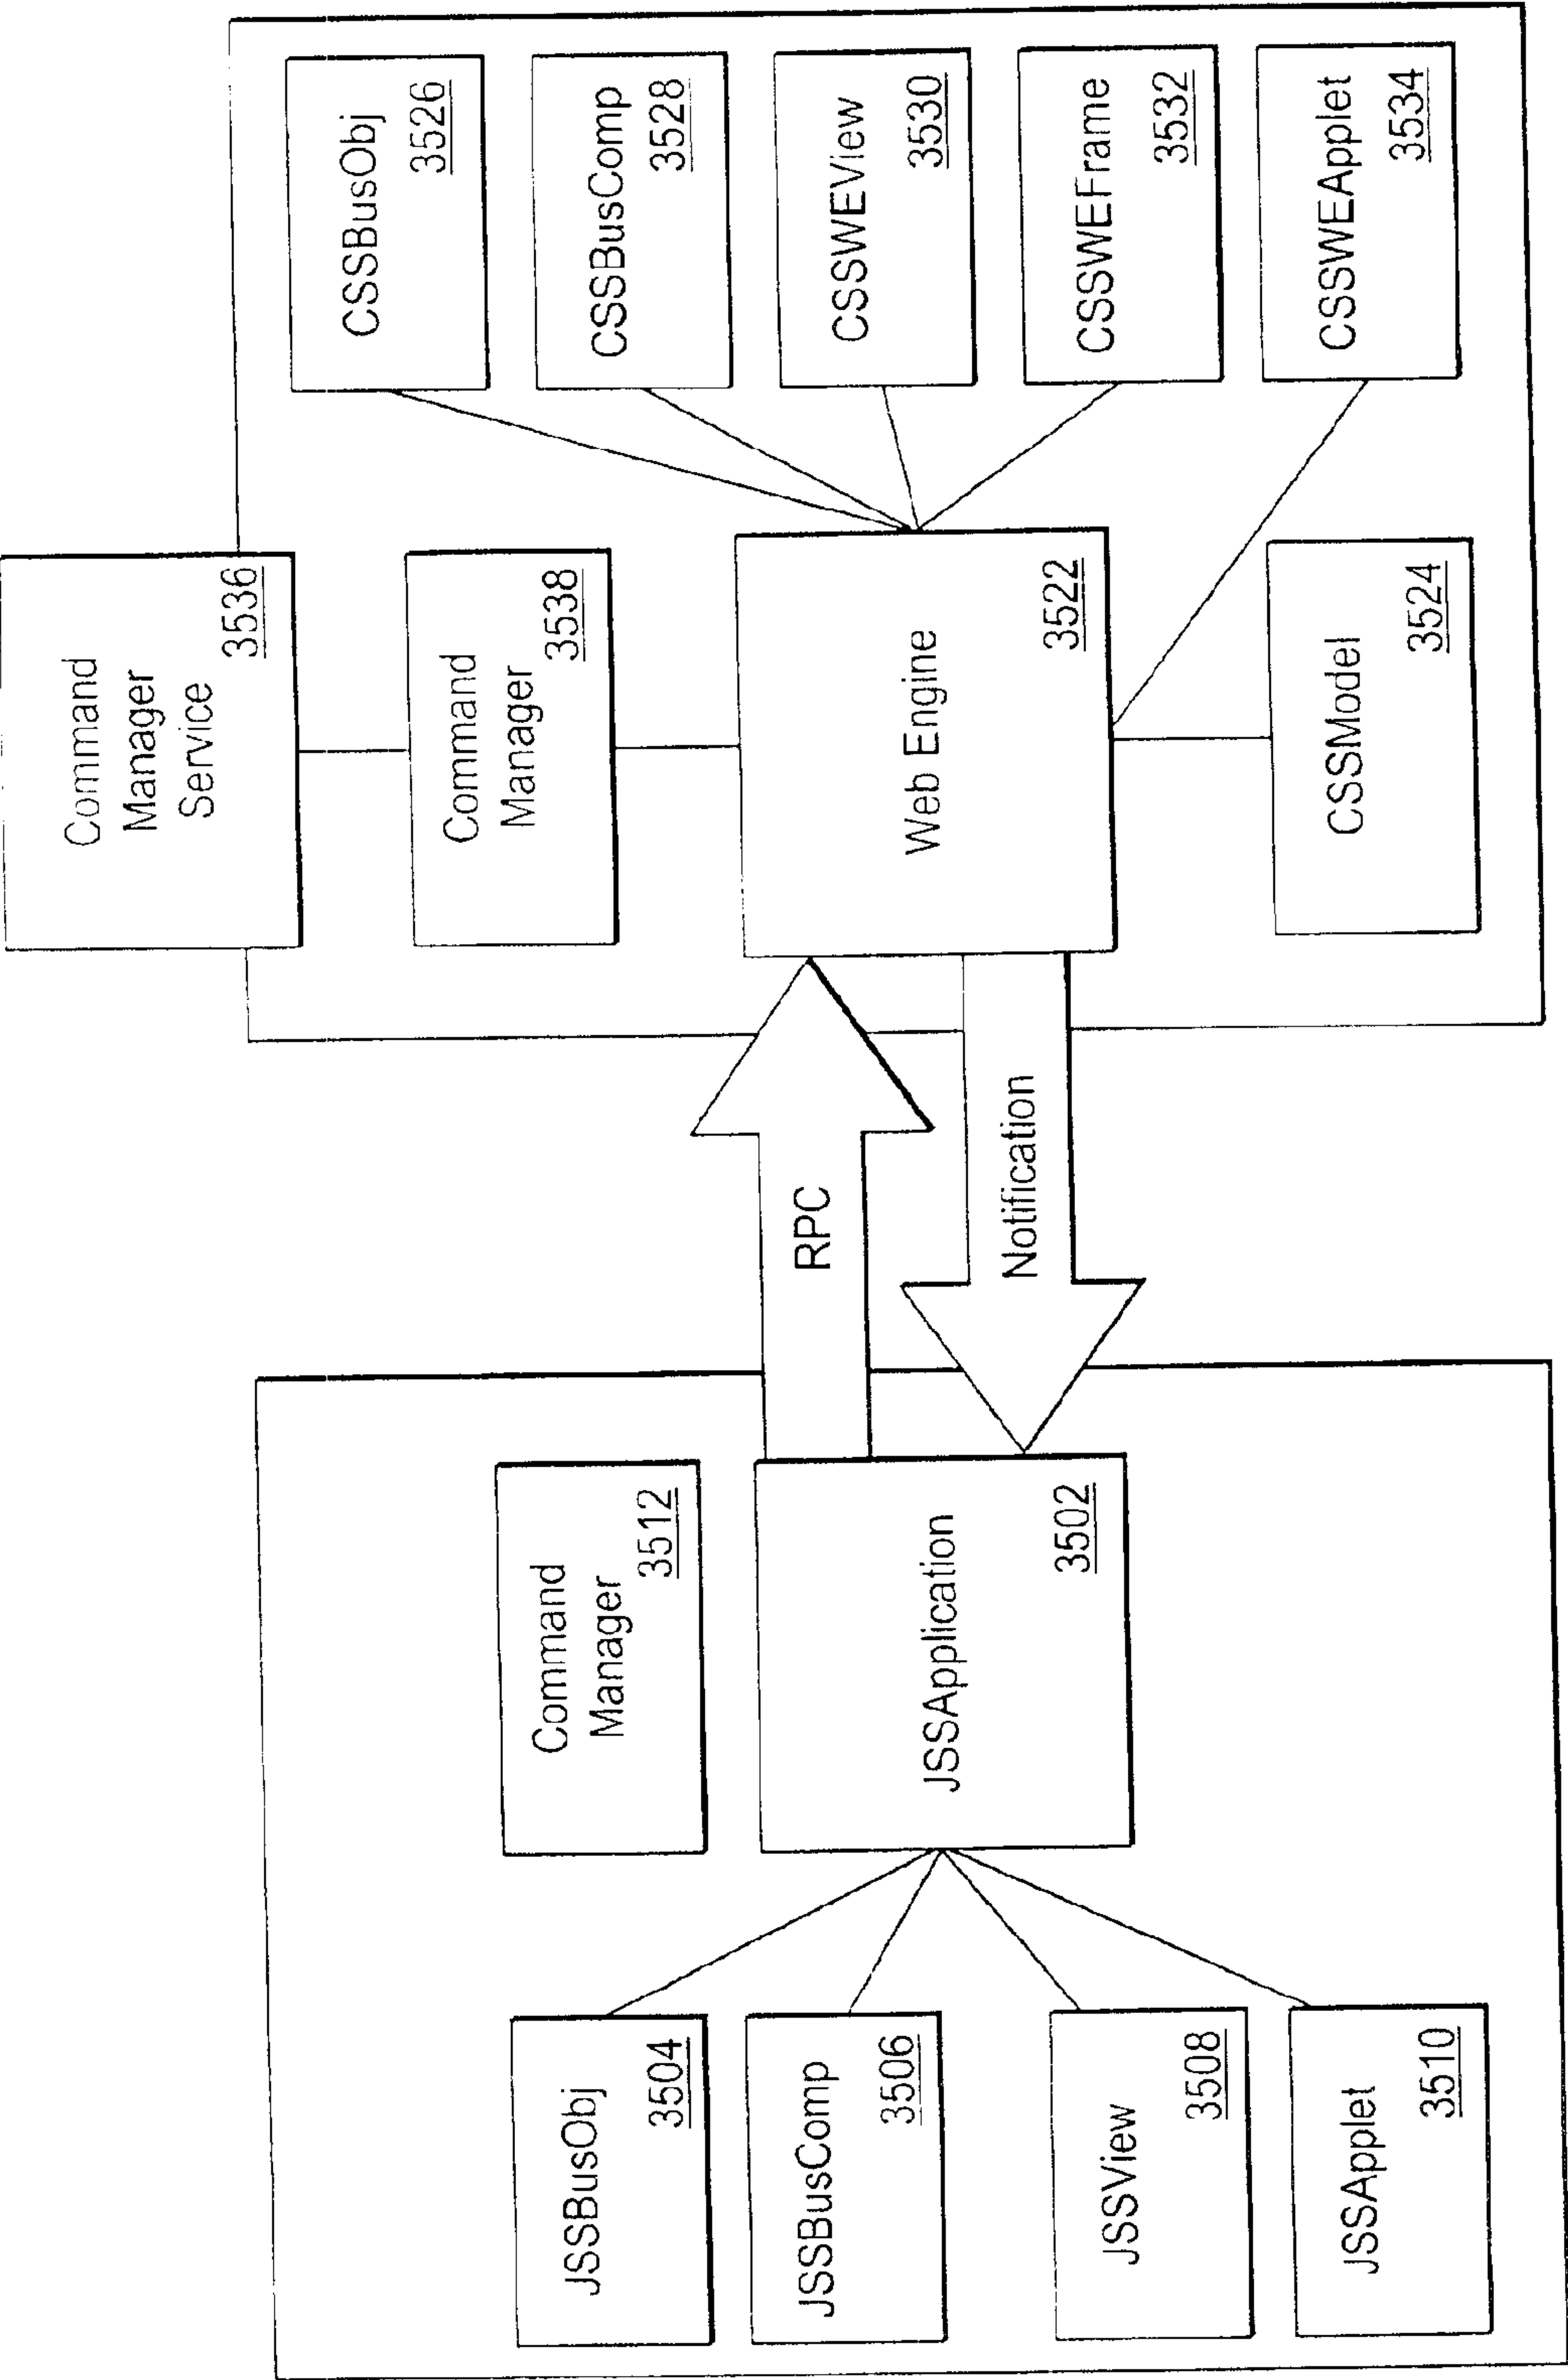 JSSBusObj
3504
JSSBusComp
3506
JSSView
3508
JSSApplet
3510
Command
Manager
3512
JSSApplication
3502
RPC
Notification
Command
Manager
Service
3536
Command
Manager
3538
Web Engine
3522
CSSModel
3524
CSSBusObj
3526
CSSBusComp
3528
CSSWEView
3530
CSSWEFrame
3532
CSSWEApplet
3534